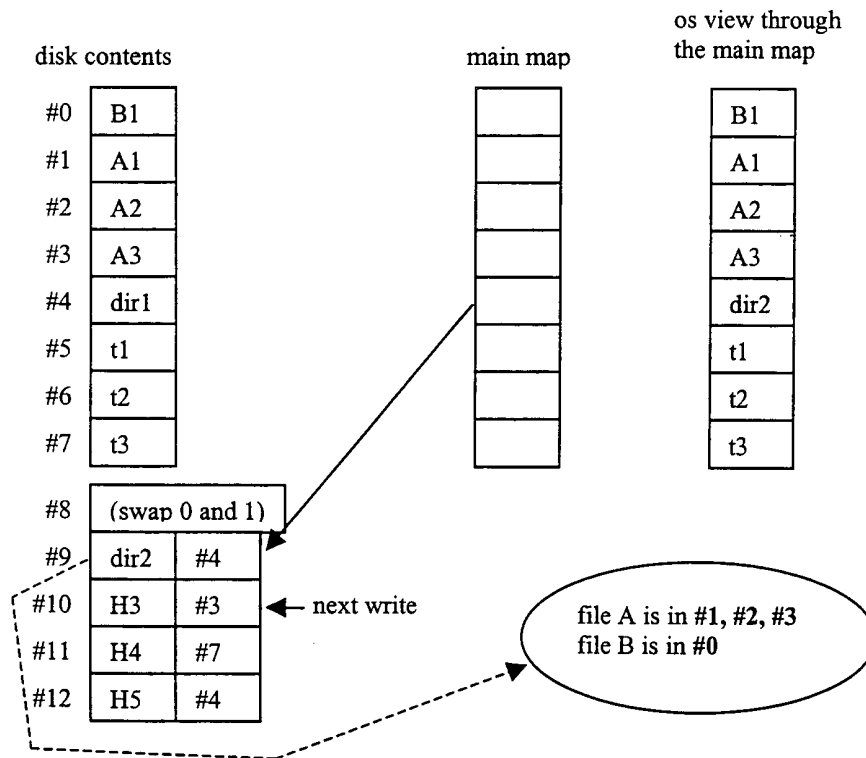 os view through
disk contents main map the main map
#0 B1 B1
#1 A1 A1
#2 A2 A2
#3 A3 A3
#4 dir1 dir2
#5 t1 t1
#6 t2 t2
#7 t3 t3
#8 (swap 0 and 1)
#9 dir2 #4
#10 H3 #3 next write
#11 H4 #7
#12 H5 #4
file A is in #1, #2, #3
file B is in #0